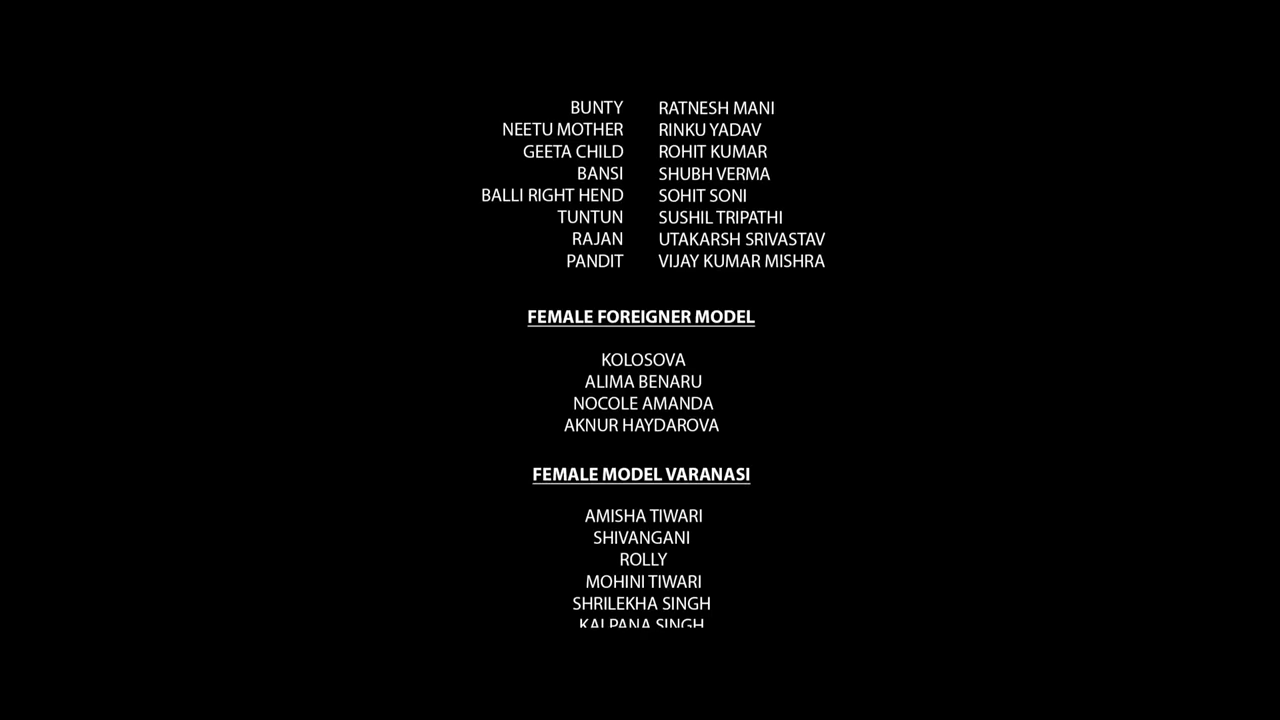 BUNTY RATNESH MANI
NEETU MOTHER RINKU YADAV
GEETA CHILD ROHIT KUMAR
BANSI SHUBH VERMA
BALLI RIGHT HEND SOHIT SONI
TUNTUN SUSHIL TRIPATHI
RAJAN UTAKARSH SRIVASTAV
PANDIT VIJAY KUMAR MISHRA
FEMALE FOREIGNER MODEL
KOLOSOVA
ALIMA BENARU
NOCOLE AMANDA
AKNUR HAYDAROVA
FEMALE MODEL VARANASI
AMISHA TIWARI
SHIVANGANI
ROLLY
MOHINI TIWARI
SHRILEKHA SINGH
KALPANA SINGH